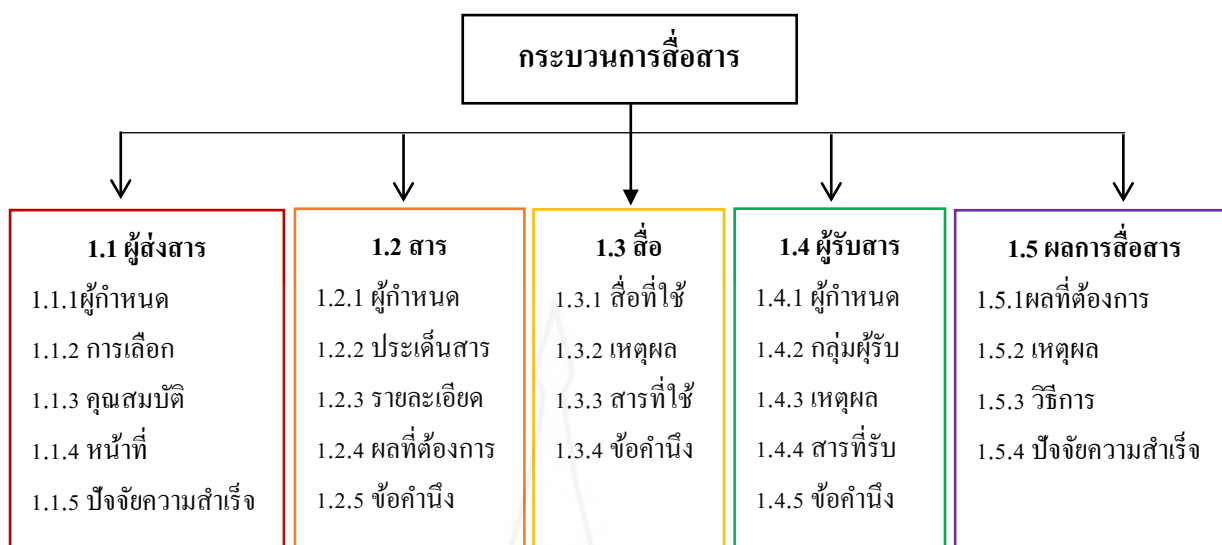 กระบวนการสื่อสาร
1.1 ผู้ส่งสาร
1.1.1ผู้กำหนด
1.1.2 การเลือก
1.1.3 คุณสมบัติ
1.1.4 หน้าที่
1.1.5 ปัจจัยความสำเร็จ
1.2 สาร
1.2.1 ผู้กำหนด
1.2.2 ประเด็นสาร
1.2.3 รายละเอียด
1.2.4 ผลที่ต้องการ
1.2.5 ข้อคำนึง
1.3 สื่อ
1.3.1 สื่อที่ใช้
1.3.2 เหตุผล
1.3.3 สารที่ใช้
1.3.4 ข้อคำนึง
1.4 ผู้รับสาร
1.4.1 ผู้กำหนด
1.4.2 กลุ่มผู้รับ
1.4.3 เหตุผล
1.4.4 สารที่รับ
1.4.5 ข้อคำนึง
1.5 ผลการสื่อสาร
1.5.1ผลที่ต้องการ
1.5.2 เหตุผล
1.5.3 วิธีการ
1.5.4 ปัจจัยความสำเร็จ